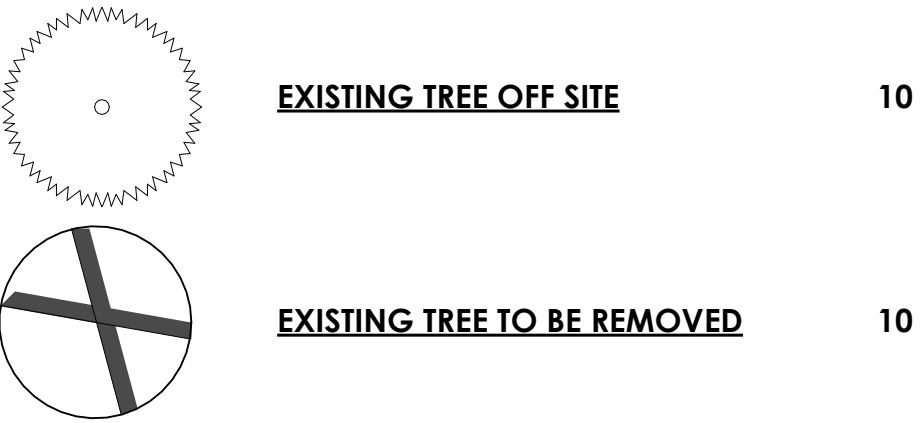 EXISTING TREE OFF SITE 10
EXISTING TREE TO BE REMOVED 10